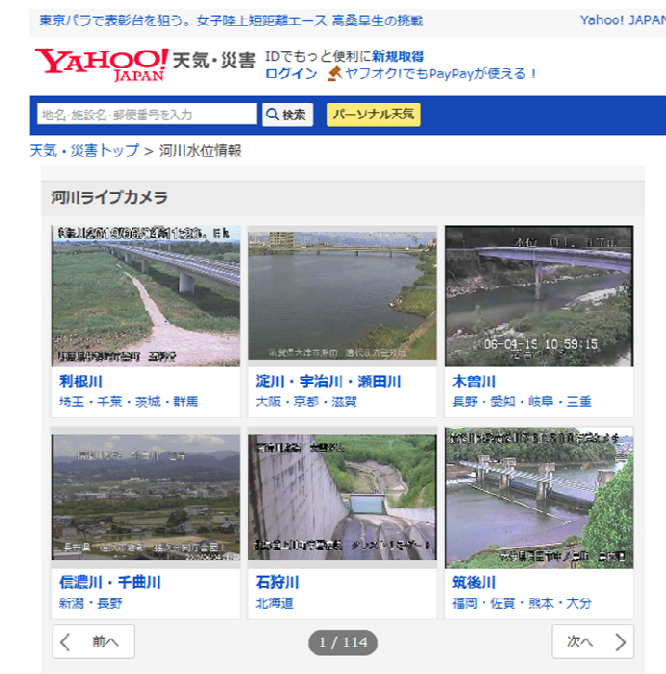 東京パラで表彰台を狙う。女子陸上短距離エース 高桑早生の挑戦
Yahoo! JAPAN
YAHOO! JAPAN 天気・災害
IDでもっと便利に新規取得
ログイン
ヤフオク!でもPayPayが使える!
地名・施設名・郵便番号を入力
検索
パーソナル天気
天気・災害トップ > 河川水位情報
河川ライブカメラ
水位
06-04-15 10:59:15
利根川
淀川・宇治川・瀬田川
木曽川
埼玉・千葉・茨城・群馬
大阪・京都・滋賀
長野・愛知・岐阜・三重
信濃川・千曲川
石狩川
筑後川
新潟・長野
北海道
福岡・佐賀・熊本・大分
前へ
1 / 114
次へ